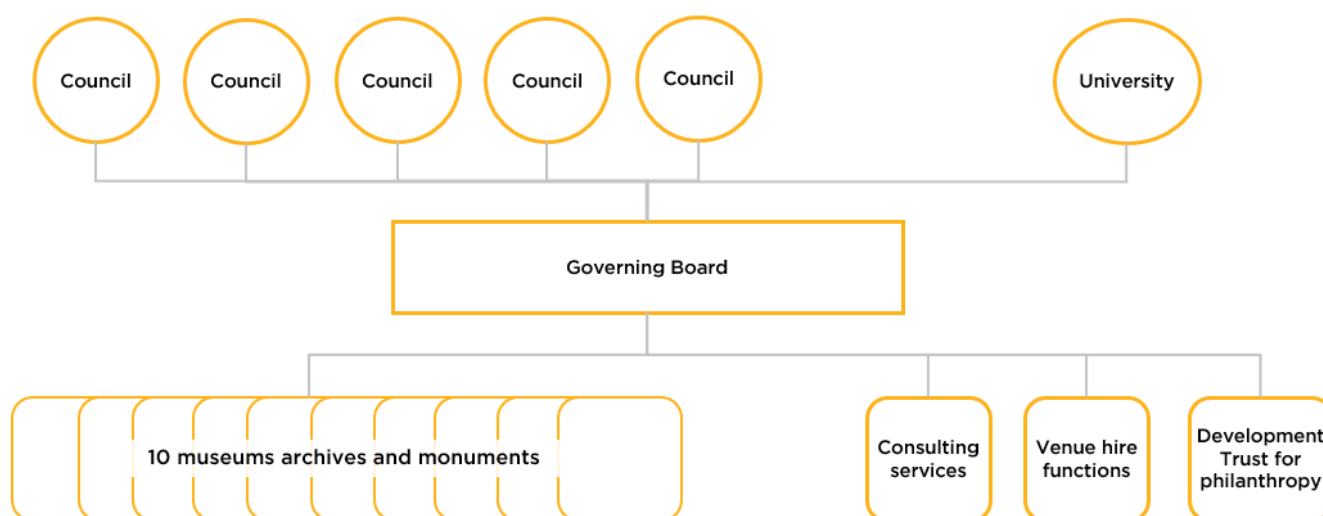 Council
Council
Council
Council
Council
University
Governing Board
10 museums archives and monuments
Consulting
services
Venue hire
functions
Development
Trust for
philanthropy